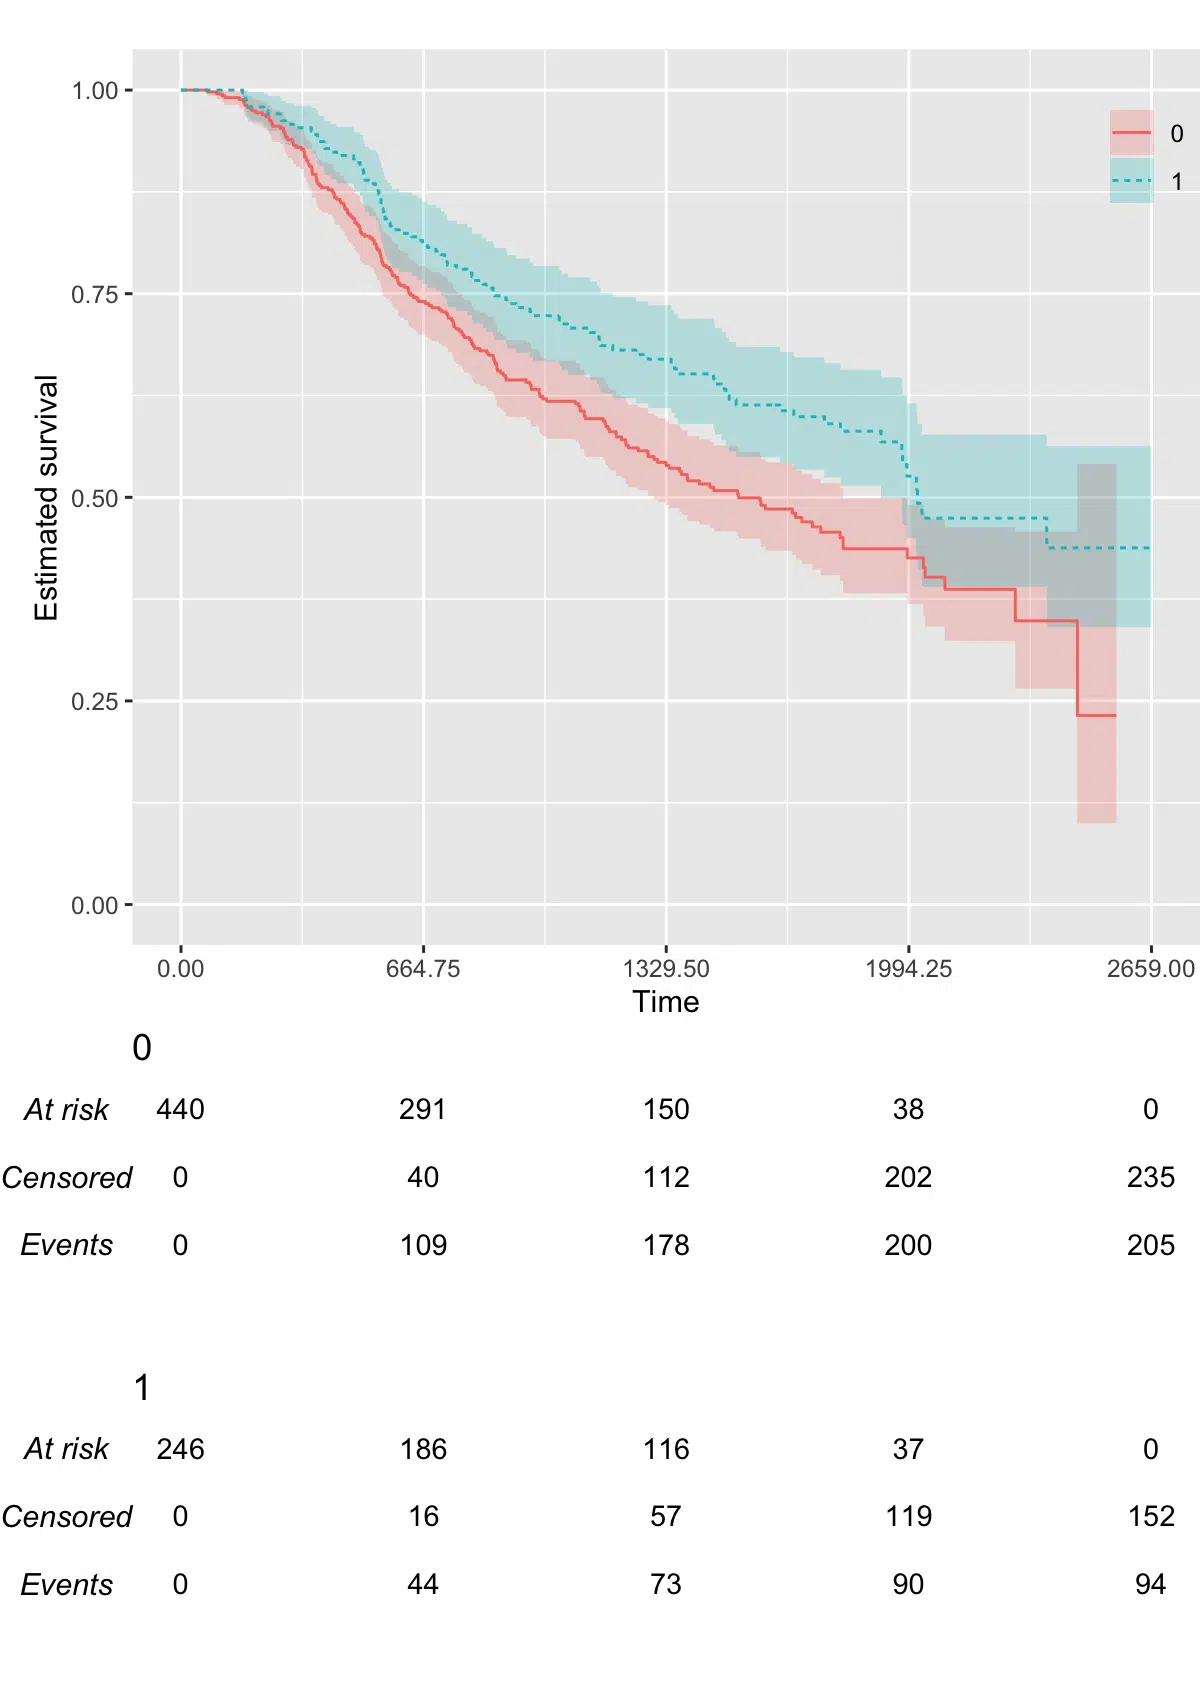 1.00
0.75
0.50
0.25
0.00
Estimated survival
0
1
0.00 664.75 1329.50 1994.25 2659.00
Time
0
At risk 440 291 150 38 0
Censored 0 40 112 202 235
Events 0 109 178 200 205
1
At risk 246 186 116 37 0
Censored 0 16 57 119 152
Events 0 44 73 90 94